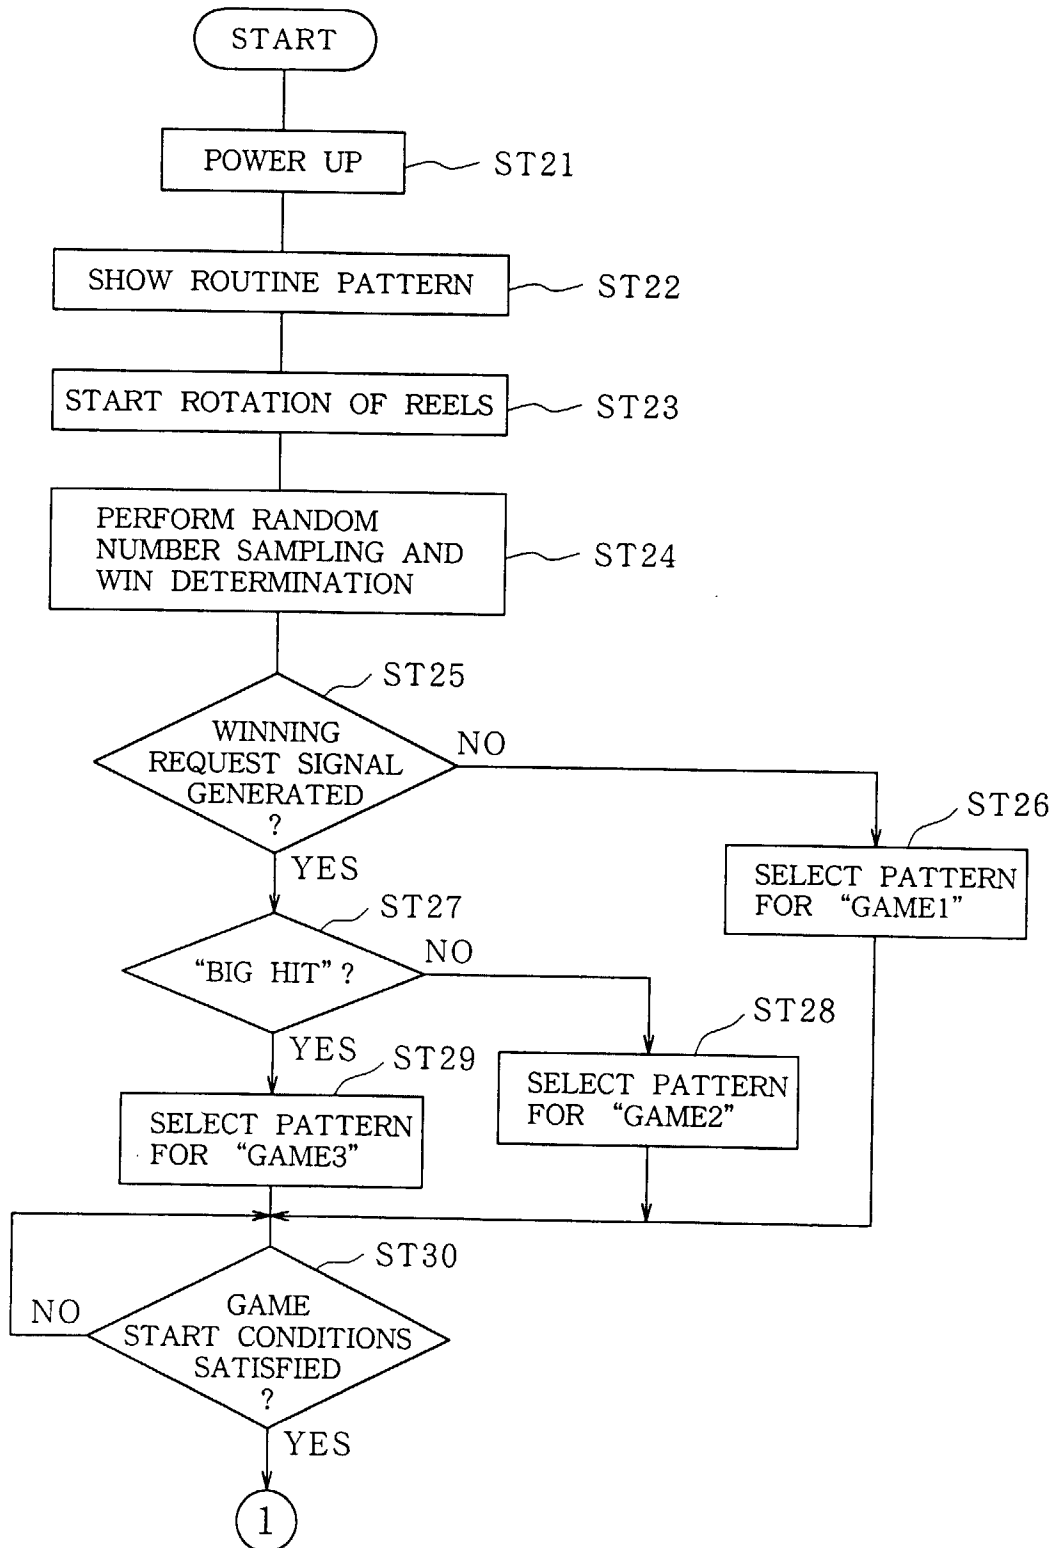 START
POWER UP
ST21
SHOW ROUTINE PATTERN
ST22
START ROTATION OF REELS
ST23
PERFORM RANDOM
NUMBER SAMPLING AND
WIN DETERMINATION
ST24
ST25
WINNING
REQUEST SIGNAL
GENERATED
?
NO
YES
ST26
SELECT PATTERN
FOR “GAME1”
ST27
“BIG HIT”?
NO
YES
ST28
SELECT PATTERN
FOR “GAME2”
ST29
SELECT PATTERN
FOR “GAME3”
ST30
GAME
START CONDITIONS
SATISFIED
?
NO
YES
1